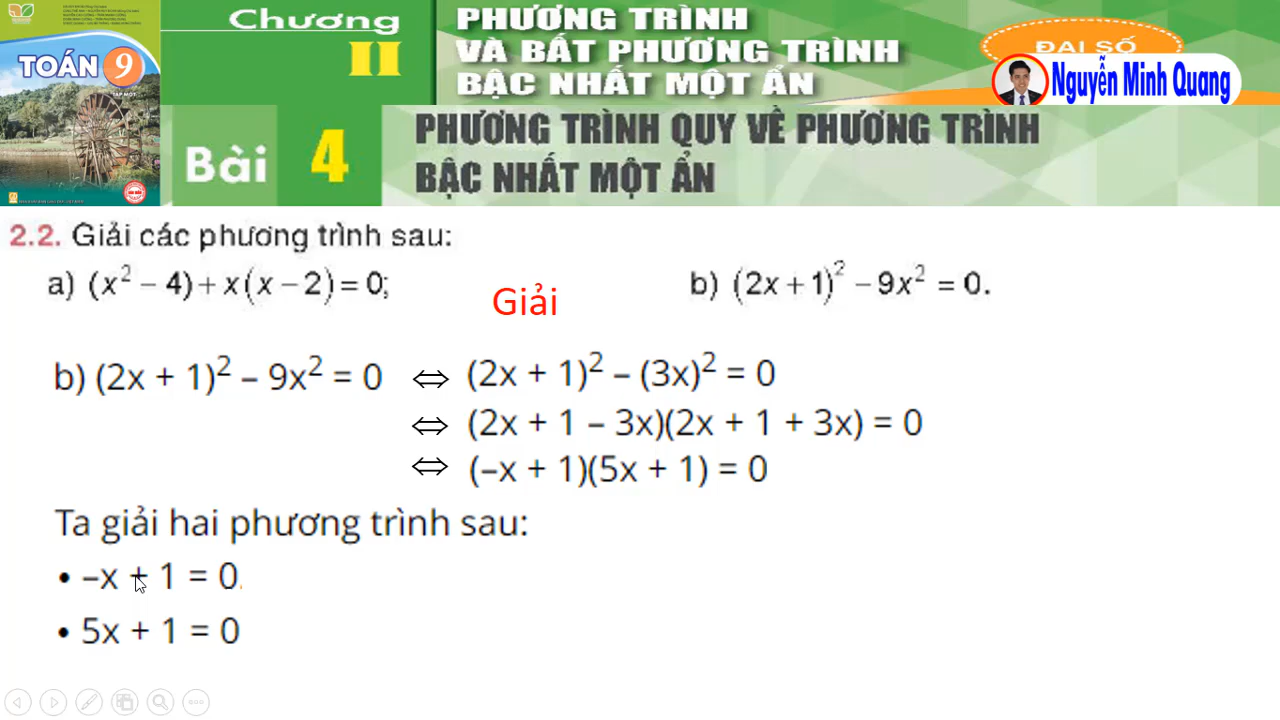 TOÁN 9
TẬP MỘT
Chương
II
PHƯƠNG TRÌNH
VÀ BẤT PHƯƠNG TRÌNH
BẬC NHẤT MỘT ẨN
ĐẠI SỐ
Nguyễn Minh Quang
Bài 4
PHƯƠNG TRÌNH QUY VỀ PHƯƠNG TRÌNH
BẬC NHẤT MỘT ẨN
2.2. Giải các phương trình sau:
a) (x² – 4) + x(x – 2) = 0;
b) (2x + 1)² – 9x² = 0.
Giải
b) (2x + 1)² – 9x² = 0 ⇔ (2x + 1)² – (3x)² = 0
⇔ (2x + 1 – 3x)(2x + 1 + 3x) = 0
⇔ (–x + 1)(5x + 1) = 0
Ta giải hai phương trình sau:
• –x + 1 = 0
• 5x + 1 = 0